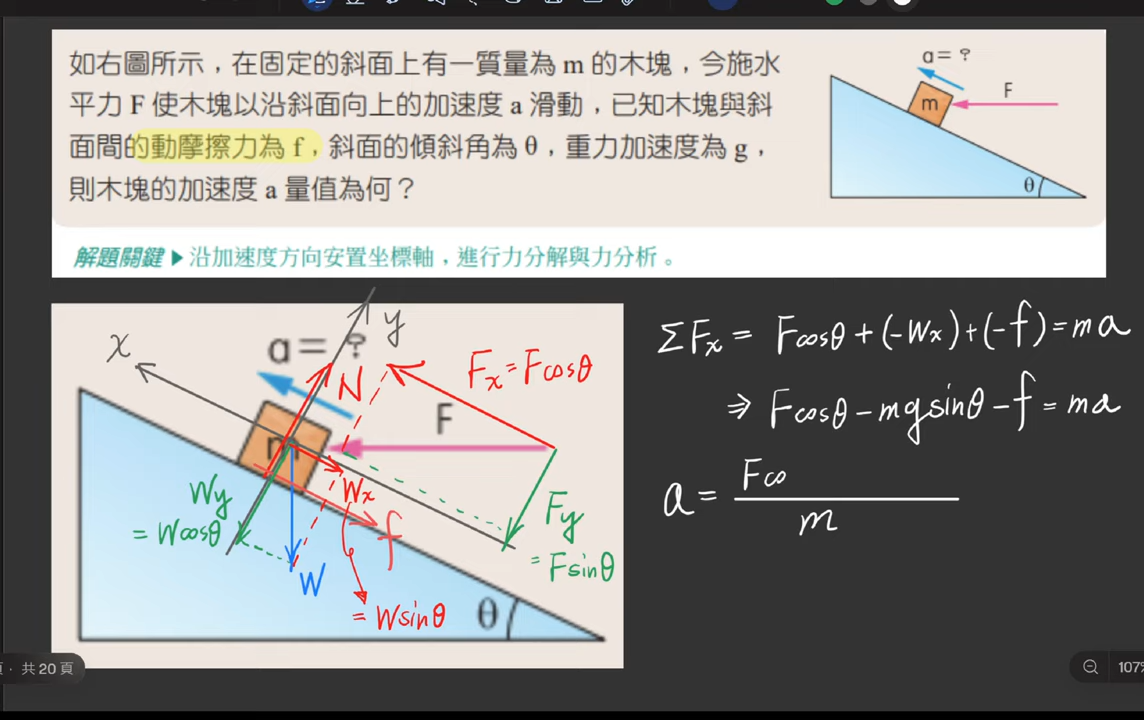 如右圖所示，在固定的斜面上有一質量為 m 的木塊，今施水
平力 F 使木塊以沿斜面向上的加速度 a 滑動，已知木塊與斜
面間的動摩擦力為 f，斜面的傾斜角為 θ，重力加速度為 g，
則木塊的加速度 a 量值為何？
a = ?
m
F
θ
解題關鍵▶沿加速度方向安置坐標軸，進行力分解與力分析。
x
y
a = ?
N
F
m
Fx = Fcosθ
Wx
= Wsinθ
Wy
= Wcosθ
W
f
Fy
= Fsinθ
θ
ΣFx = Fcosθ + (-Wx) + (-f) = ma
⇒ Fcosθ - mgsinθ - f = ma
a = Fco
m
共 20 頁
107%